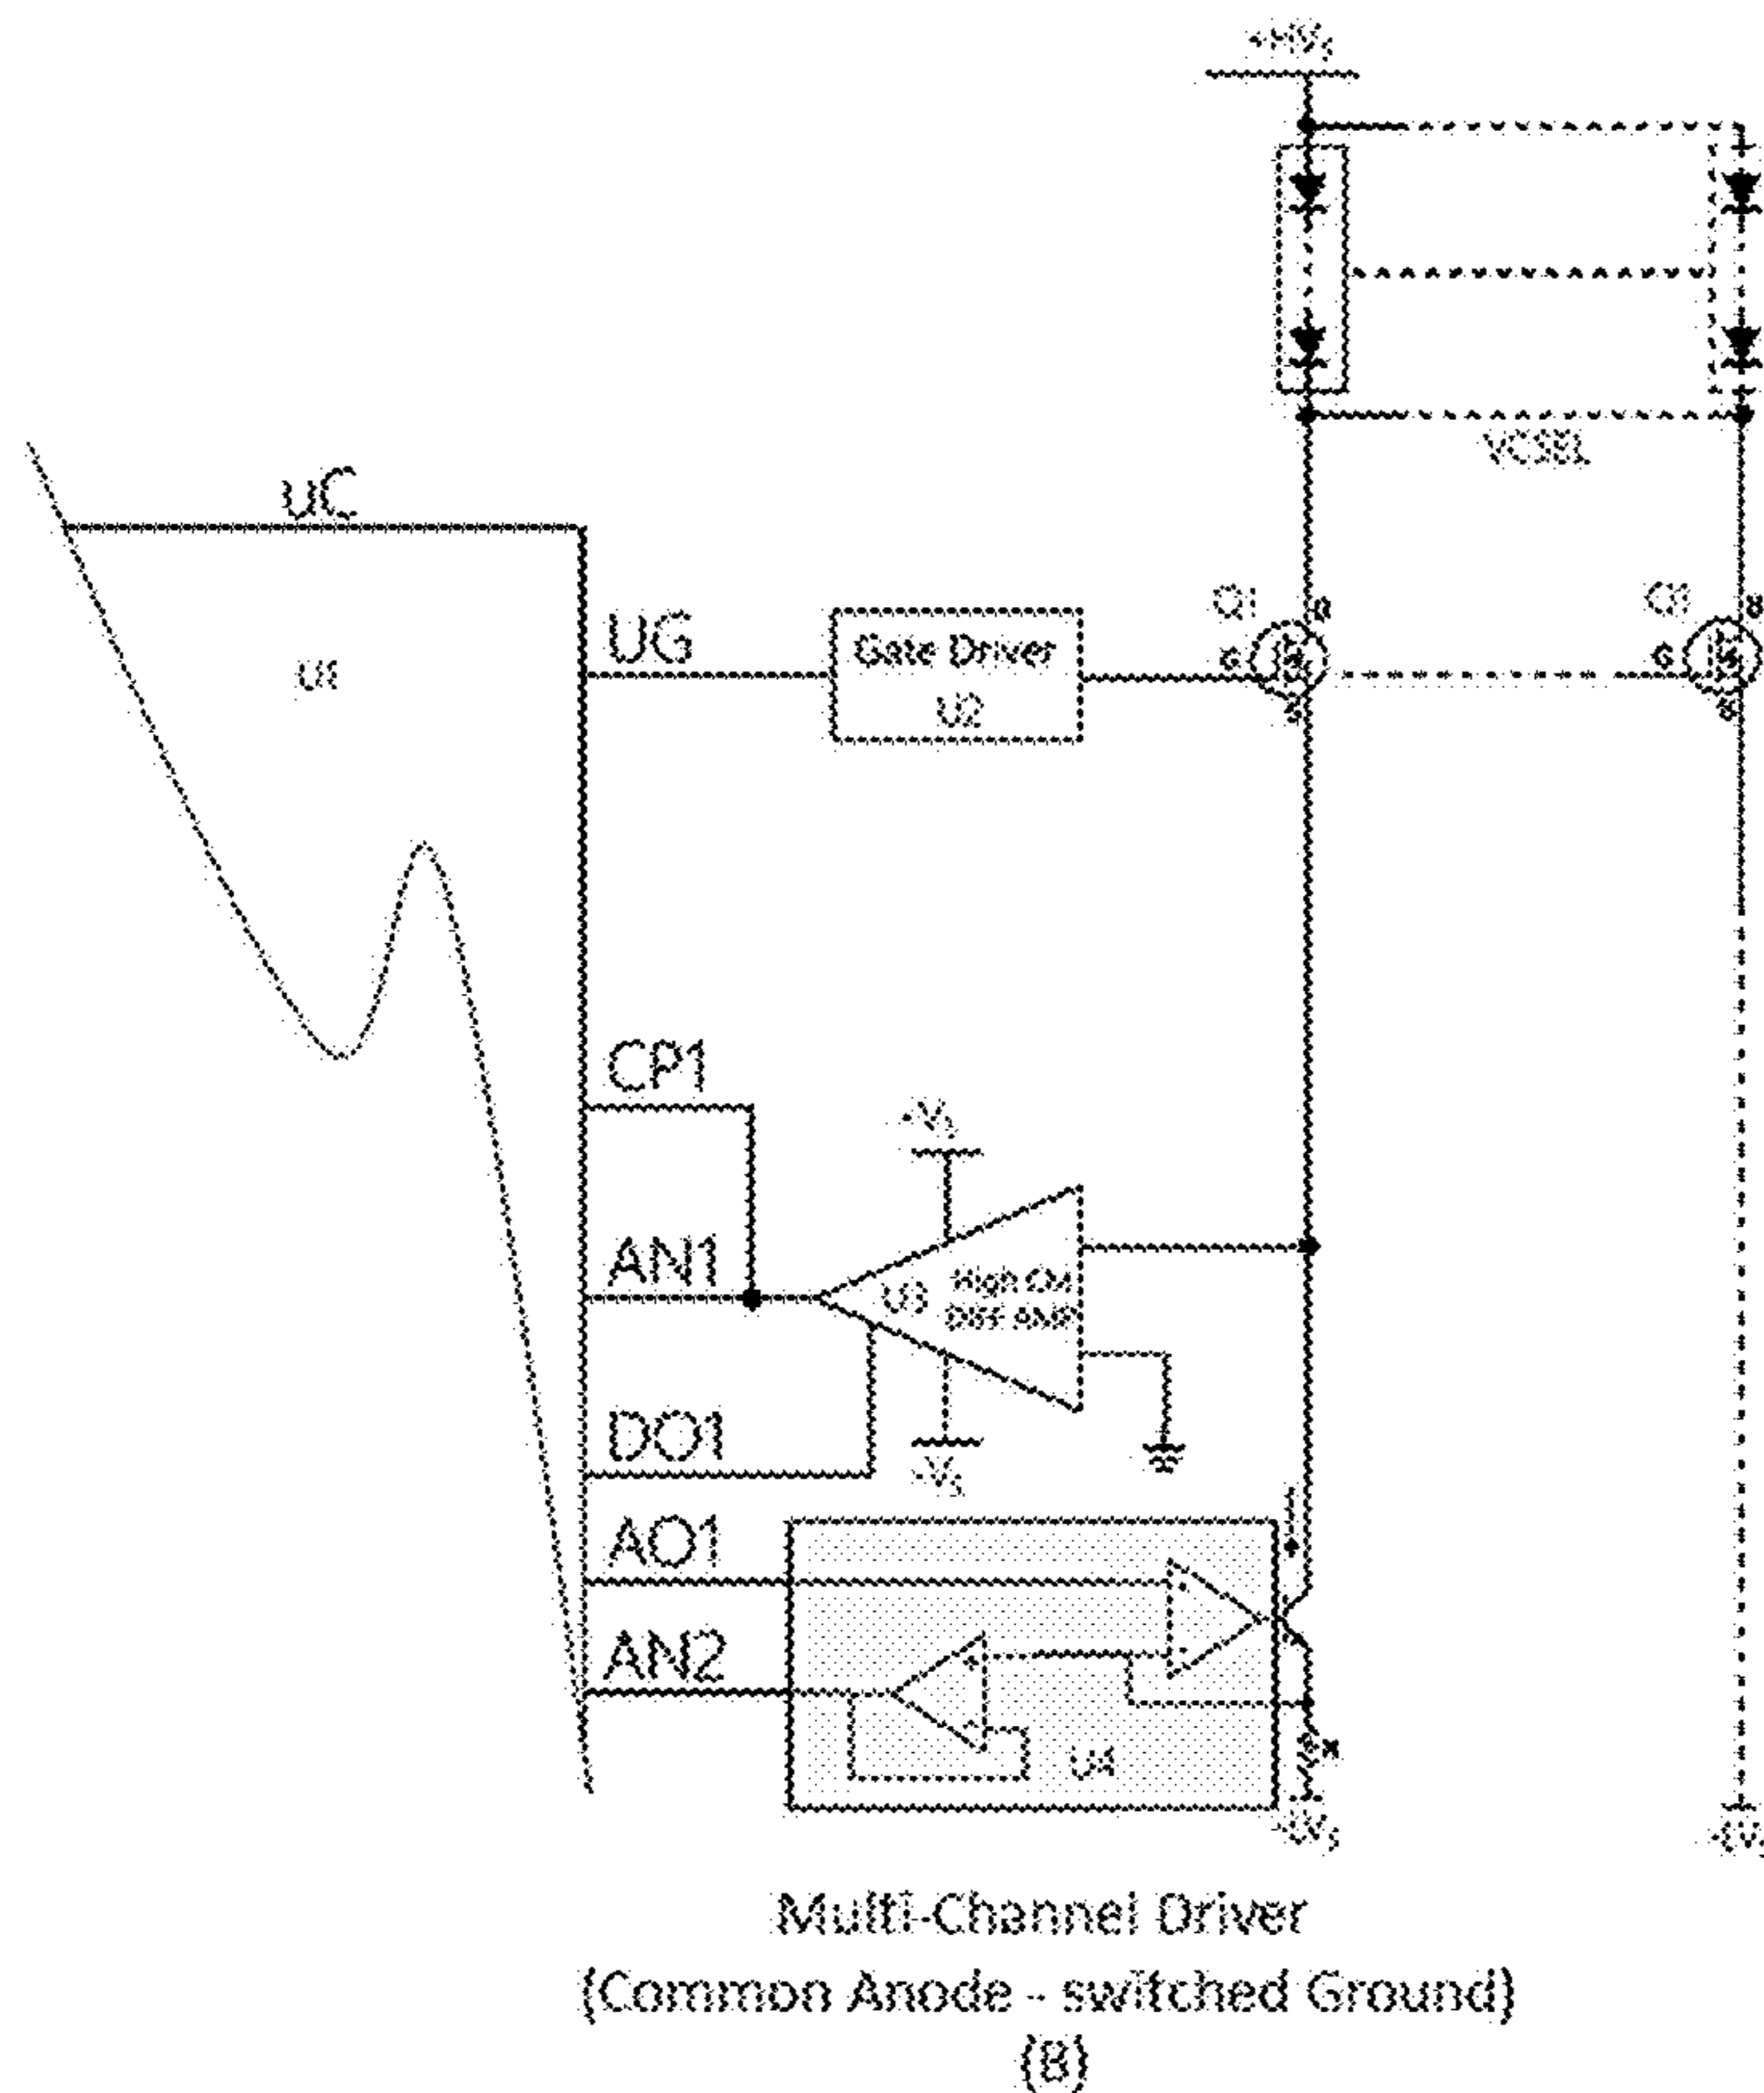 uC
VCSEL
Q1
UG
Gate Driver
U1
U2
G
G
CP1
AN1
U3
High CM
Diff AMP
DO1
AO1
AN2
U4
Multi-Channel Driver
(Common Anode - switched Ground)
(B)